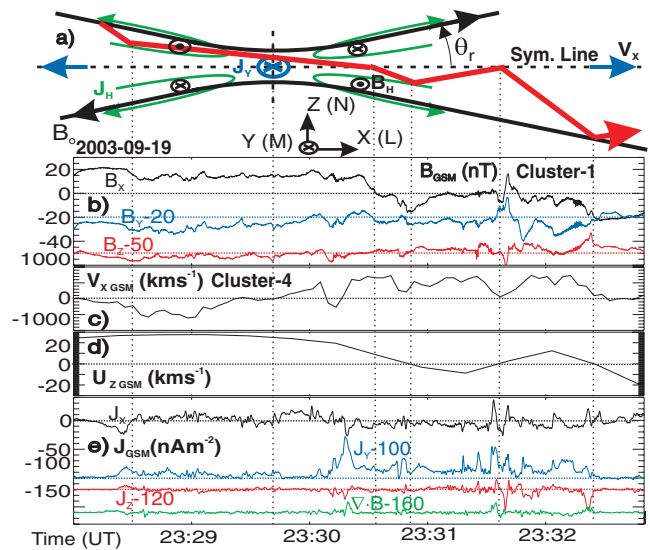 a)
θr
Sym. Line
Vx
JY
JH
BH
Z (N)
Bo
Y (M)
X (L)
2003-09-19
20
0
-20
-40
1000
BX
b)
BY-20
BZ-50
BGSM (nT)
Cluster-1
VX GSM (kms-1) Cluster-4
0
-1000
c)
20
0
-20
d)
UZ GSM (kms-1)
0
-50
-100
-150
JX
e) JGSM(nAm-2)
JY-100
JZ-120
∇·B-160
Time (UT)
23:29
23:30
23:31
23:32